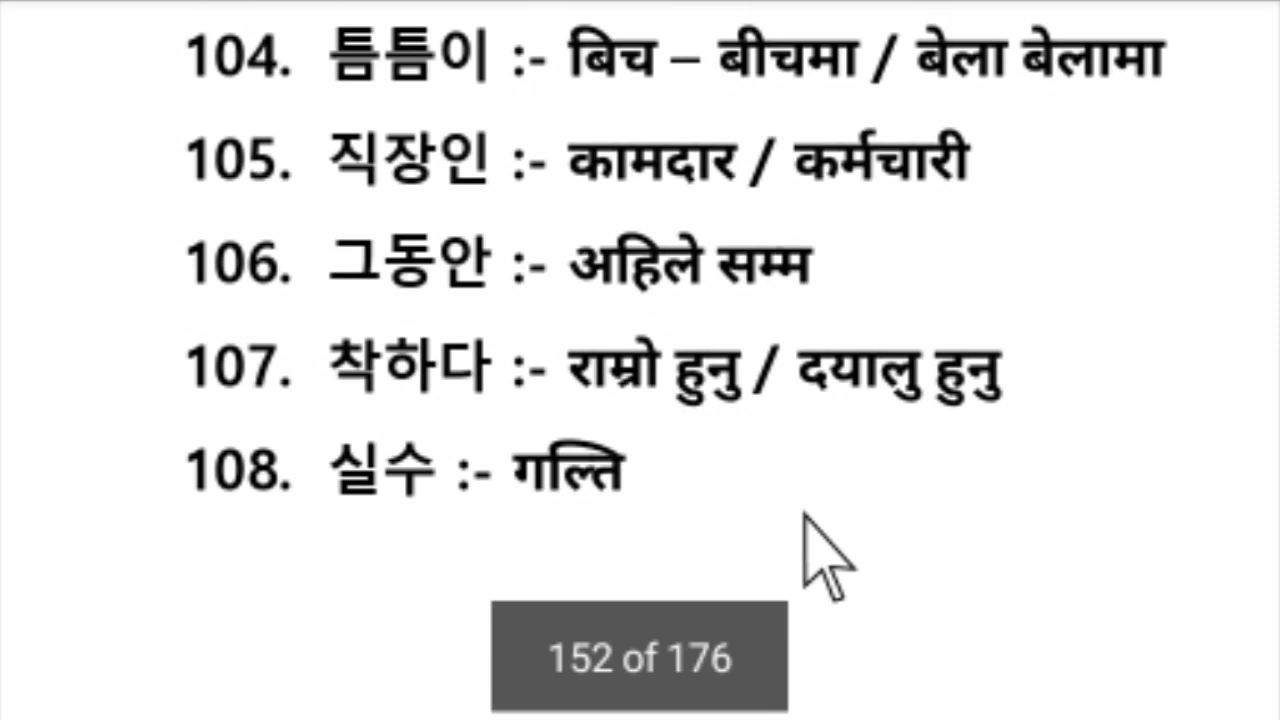 104. 틈틈이 :- बिच – बीचमा / बेला बेलामा
105. 직장인 :- कामदार / कर्मचारी
106. 그동안 :- अहिले सम्म
107. 착하다 :- राम्रो हुनु / दयालु हुनु
108. 실수 :- गल्ति
152 of 176